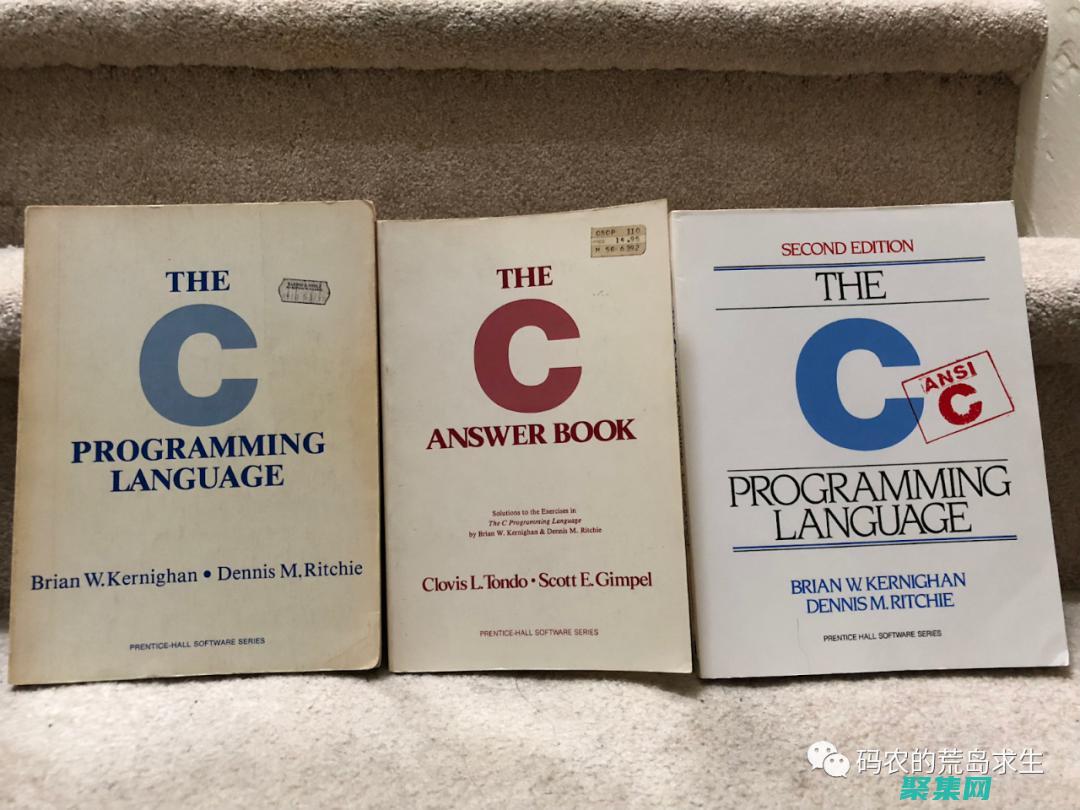 THE
C
PROGRAMMING
LANGUAGE
Brian W. Kernighan • Dennis M. Ritchie
PRENTICE-HALL SOFTWARE SERIES
14.95
THE
C
ANSWER BOOK
Solutions to the Exercises in
The C Programming Language
by Brian W. Kernighan & Dennis M. Ritchie
Clovis L. Tondo • Scott E. Gimpel
PRENTICE-HALL SOFTWARE SERIES
SECOND EDITION
THE
C
ANSI
C
PROGRAMMING
LANGUAGE
BRIAN W. KERNIGHAN
DENNIS M. RITCHIE
PRENTICE HALL SOFTWARE SERIES
码农的荒岛求生
聚集网